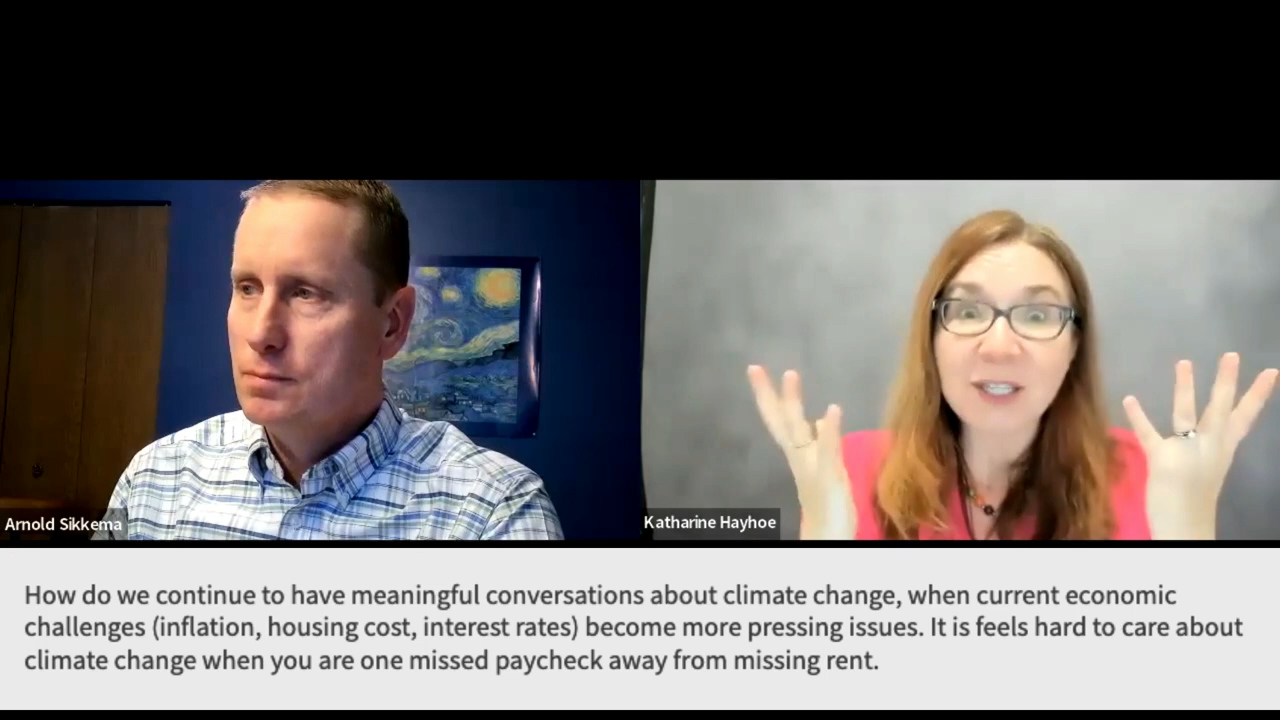 Arnold Sikkema
Katharine Hayhoe
How do we continue to have meaningful conversations about climate change, when current economic
challenges (inflation, housing cost, interest rates) become more pressing issues. It is feels hard to care about
climate change when you are one missed paycheck away from missing rent.